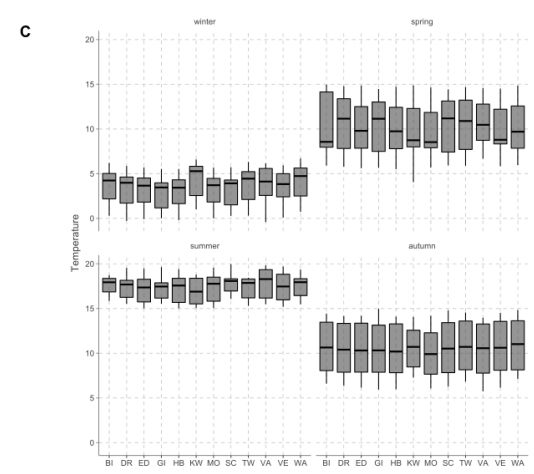 C
winter
spring
20
15
10
5
0
Temperature
summer
autumn
20
15
10
5
0
BI DR ED GI HB KW MO SC TW VA VE WA
BI DR ED GI HB KW MO SC TW VA VE WA